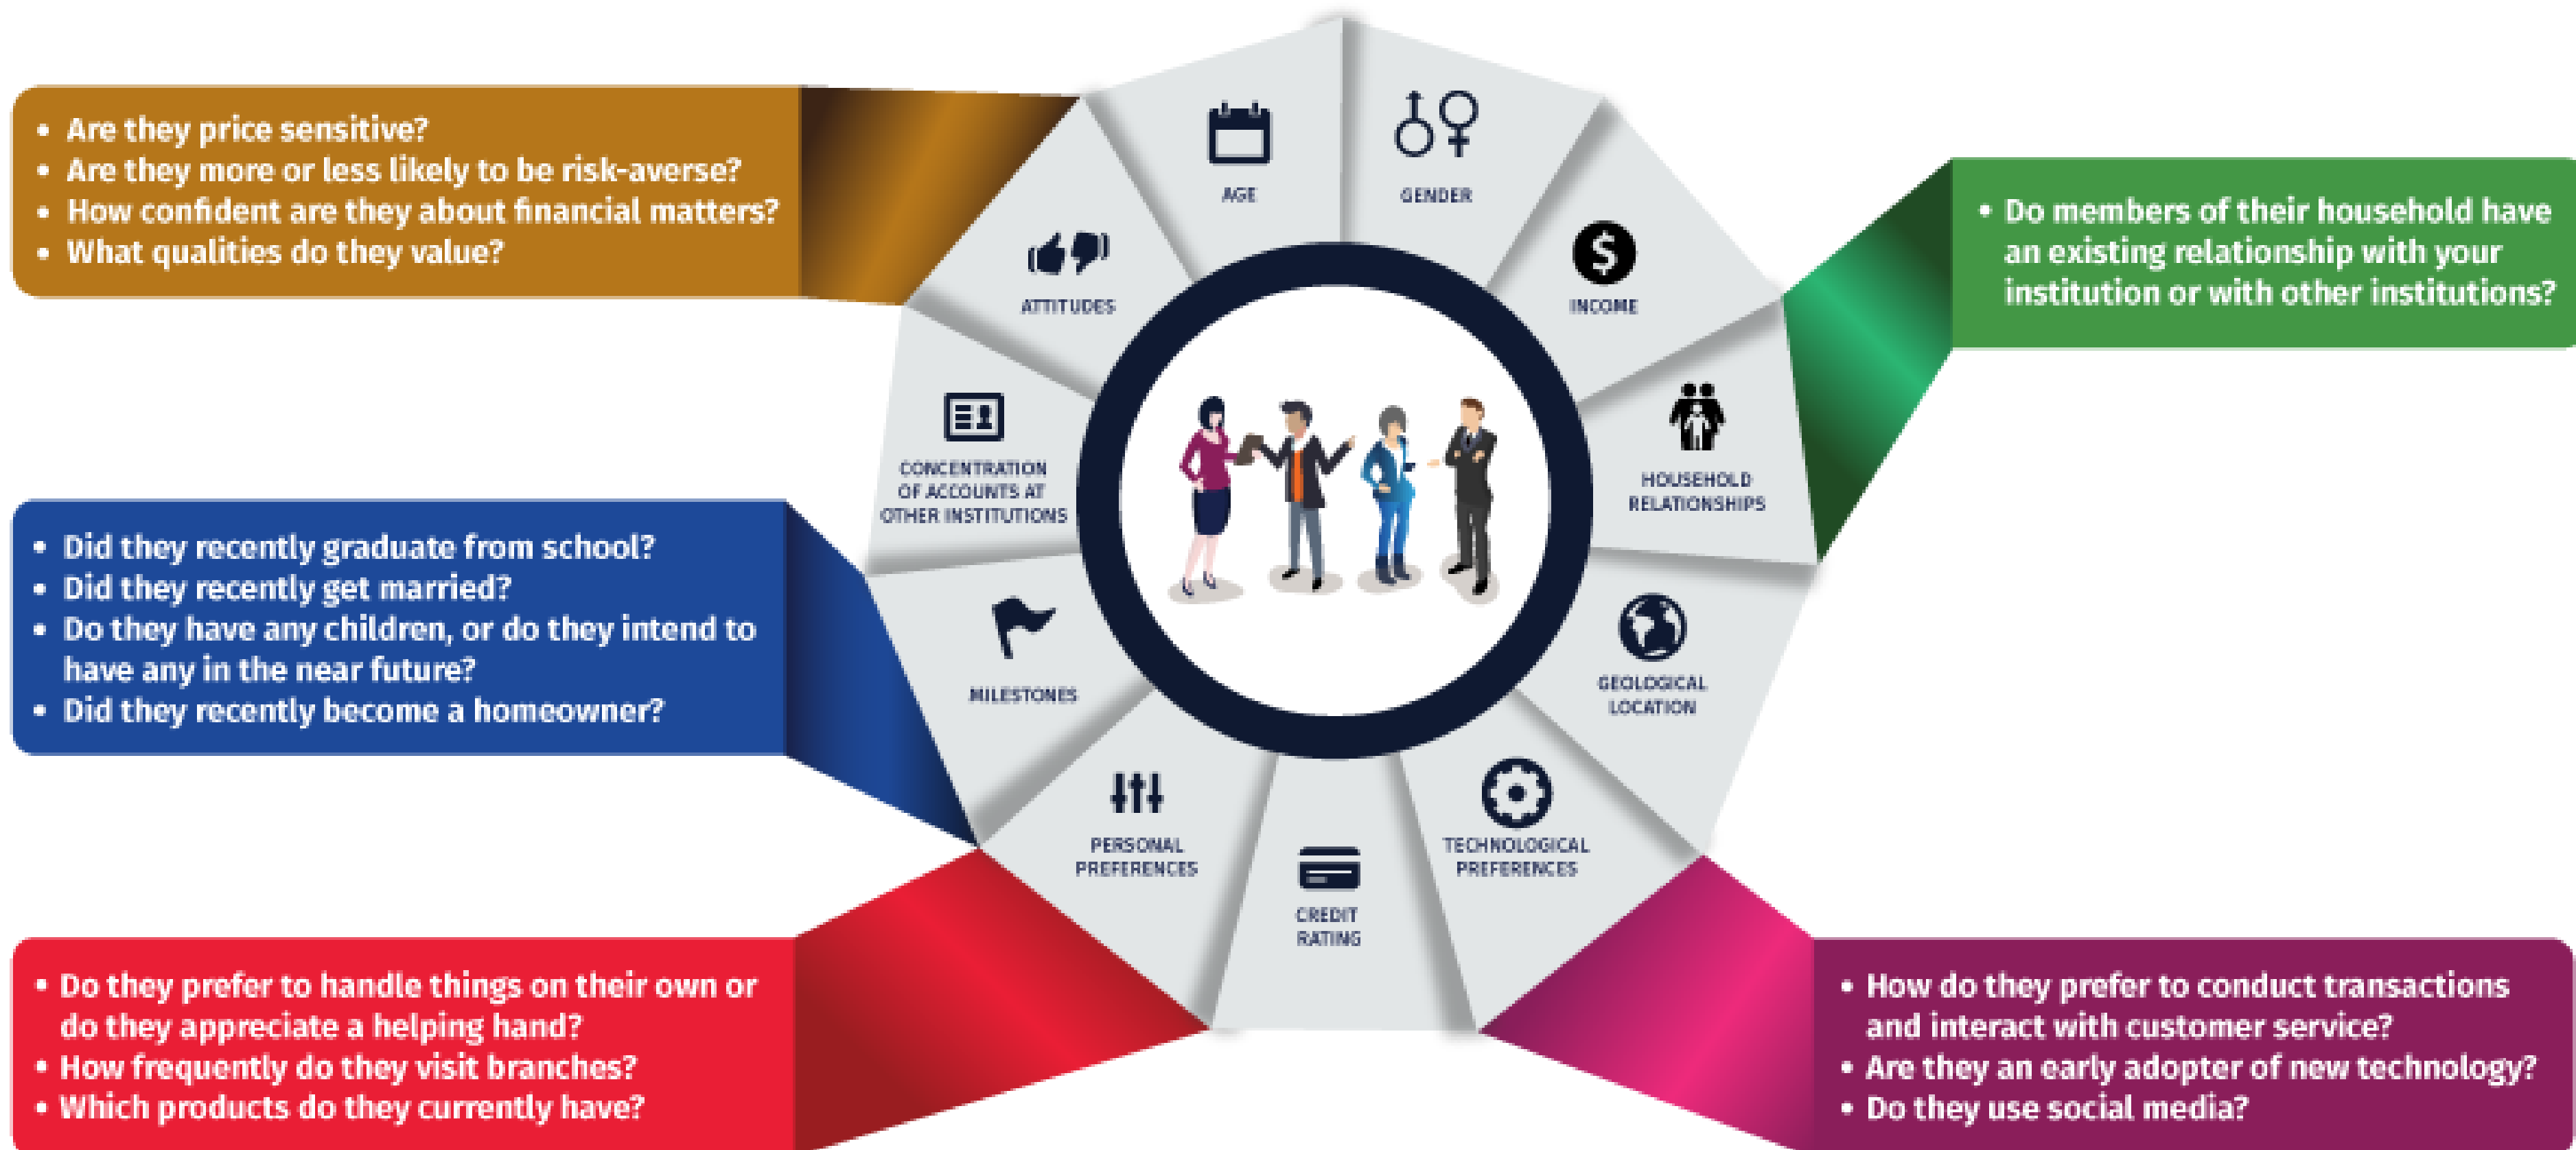 • Are they price sensitive?
• Are they more or less likely to be risk-averse?
• How confident are they about financial matters?
• What qualities do they value?
• Did they recently graduate from school?
• Did they recently get married?
• Do they have any children, or do they intend to
have any in the near future?
• Did they recently become a homeowner?
• Do they prefer to handle things on their own or
do they appreciate a helping hand?
• How frequently do they visit branches?
• Which products do they currently have?
AGE
GENDER
INCOME
HOUSEHOLD
RELATIONSHIPS
GEOLOGICAL
LOCATION
TECHNOLOGICAL
PREFERENCES
CREDIT
RATING
PERSONAL
PREFERENCES
MILESTONES
CONCENTRATION
OF ACCOUNTS AT
OTHER INSTITUTIONS
ATTITUDES
• Do members of their household have
an existing relationship with your
institution or with other institutions?
• How do they prefer to conduct transactions
and interact with customer service?
• Are they an early adopter of new technology?
• Do they use social media?